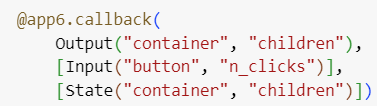 @app6.callback(
    Output("container", "children"),
    [Input("button", "n_clicks")],
    [State("container", "children")])